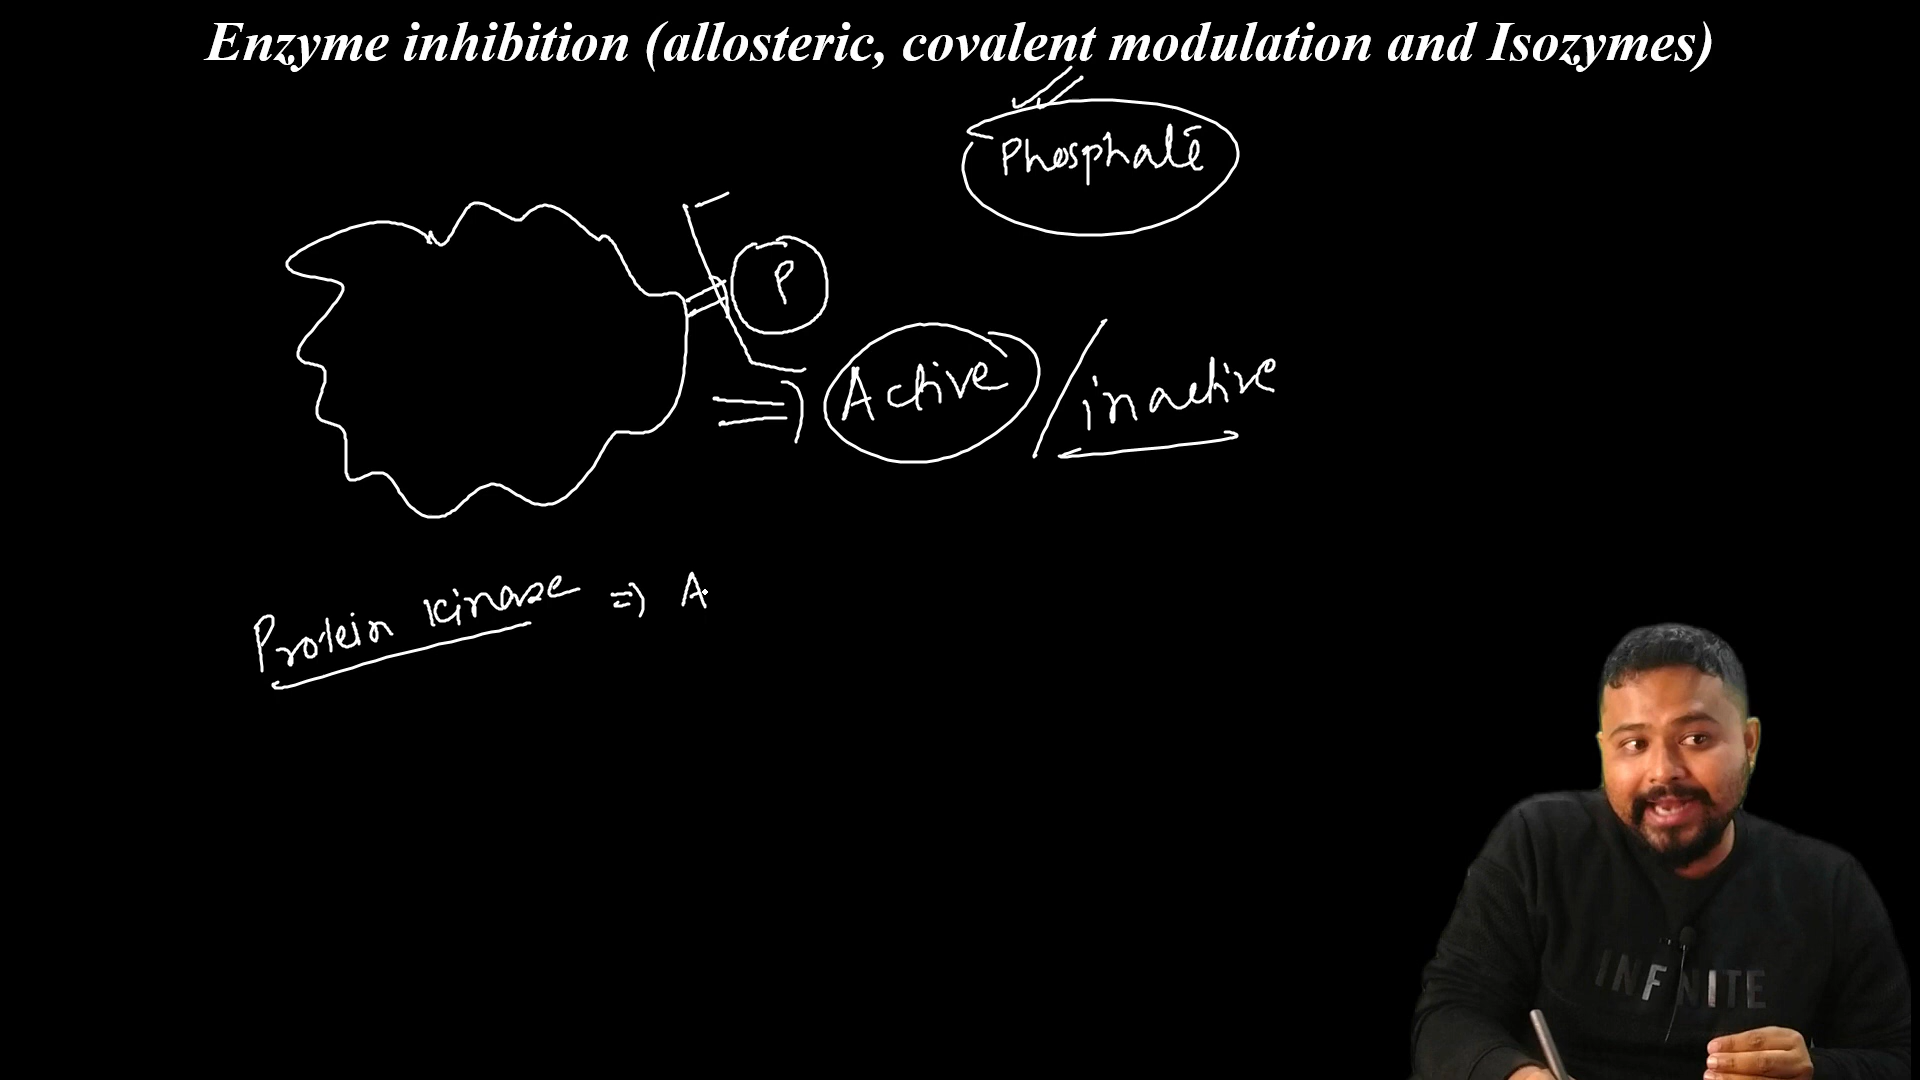 Enzyme inhibition (allosteric, covalent modulation and Isozymes)
Phosphate
P
Active / inactive
Protein kinase => A
INFINITE